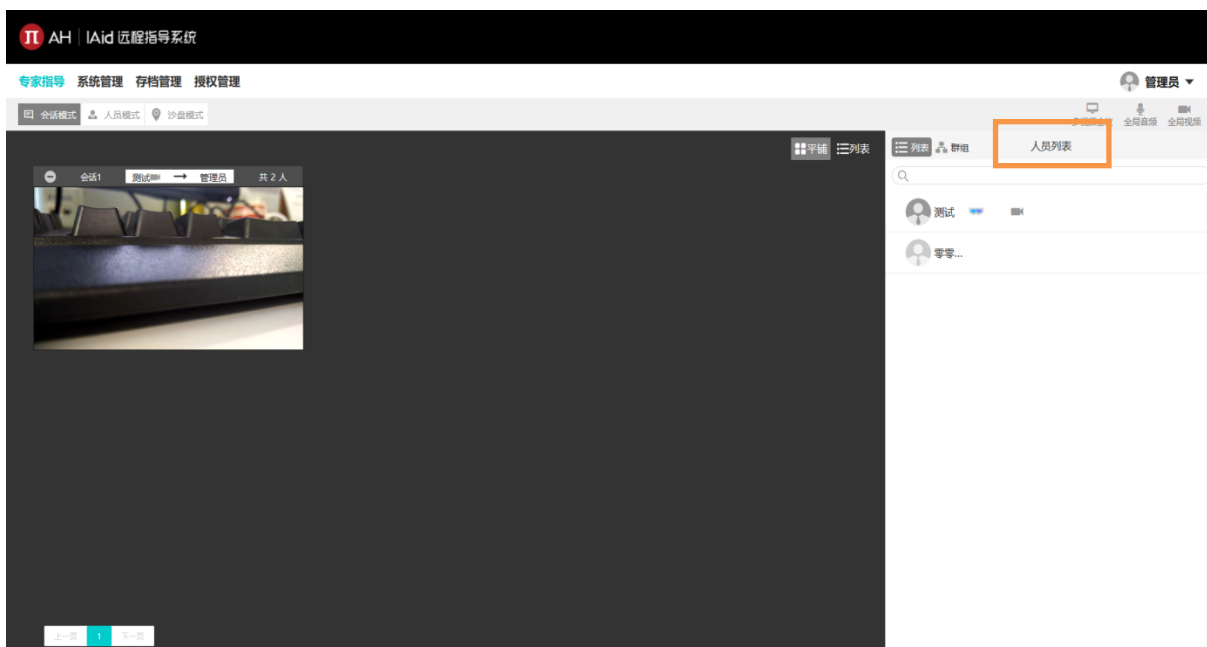 AH | IAid 远程指导系统
专家指导 系统管理 存档管理 授权管理 管理员
会话模式 人员模式 沙盘模式 全局音频 全局视频
平铺 列表 列表 群组 人员列表
会话1 测试 → 管理员 共 2 人
测试
零零...
上一页 1 下一页